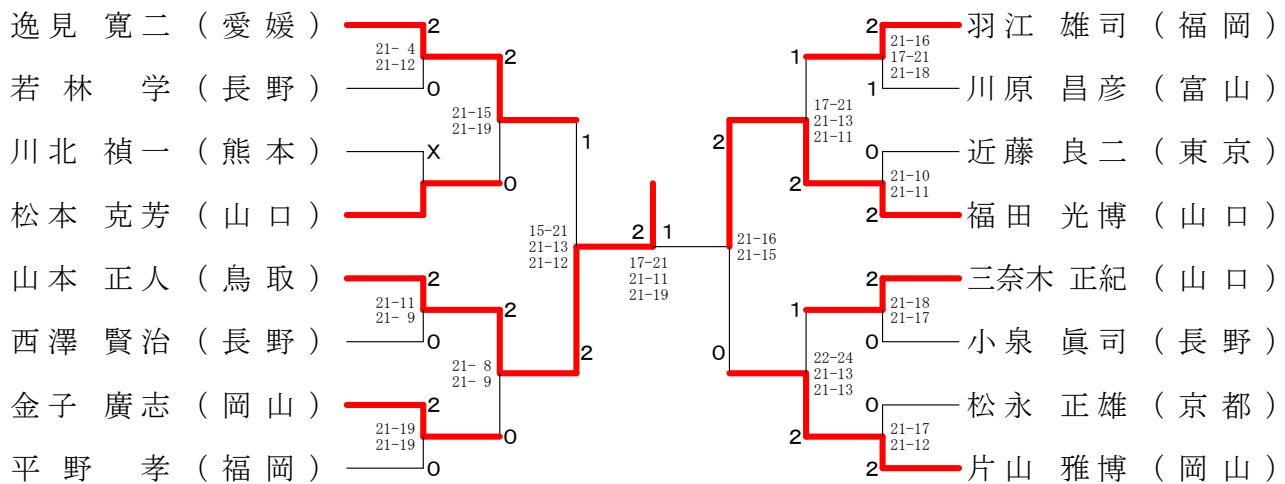 逸見 寛二 (愛媛) 2
21- 4
21-12
2
若林 学 (長野) 0
21-15
21-19
1
川北 禎一 (熊本) X
0
松本 克芳 (山口)
15-21
21-13
21-12
2
山本 正人 (鳥取) 2
21-11
21- 9
2
西澤 賢治 (長野) 0
21- 8
21- 9
2
金子 廣志 (岡山) 2
21-19
21-19
0
平野 孝 (福岡) 0
1
17-21
21-11
21-19
2 羽江 雄司 (福岡)
21-16
17-21
21-18
1
1 川原 昌彦 (富山)
17-21
21-13
21-11
2
0 近藤 良二 (東京)
21-10
21-11
2
2 福田 光博 (山口)
21-16
21-15
2 三奈木 正紀 (山口)
21-18
21-17
1
0 小泉 眞司 (長野)
22-24
21-13
21-13
0
0 松永 正雄 (京都)
21-17
21-12
2
2 片山 雅博 (岡山)